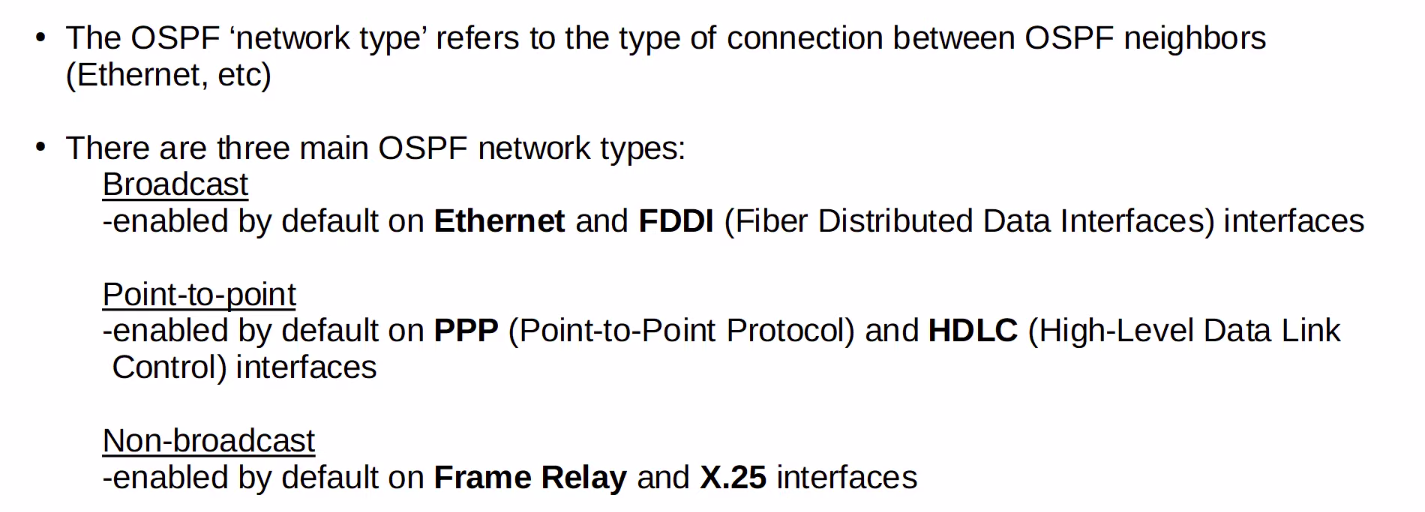 • The OSPF ‘network type’ refers to the type of connection between OSPF neighbors
(Ethernet, etc)
• There are three main OSPF network types:
Broadcast
-enabled by default on Ethernet and FDDI (Fiber Distributed Data Interfaces) interfaces
Point-to-point
-enabled by default on PPP (Point-to-Point Protocol) and HDLC (High-Level Data Link
Control) interfaces
Non-broadcast
-enabled by default on Frame Relay and X.25 interfaces